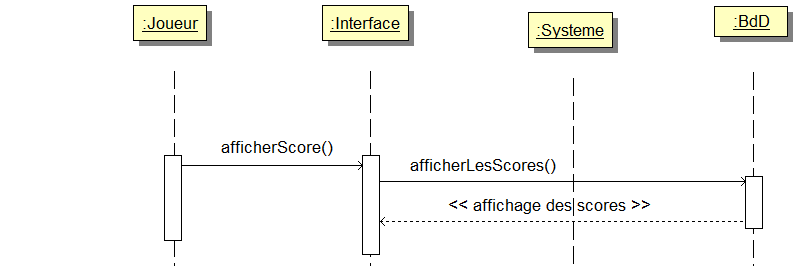 :Joueur
:Interface
:Systeme
:BdD
afficherScore()
afficherLesScores()
<< affichage des scores >>